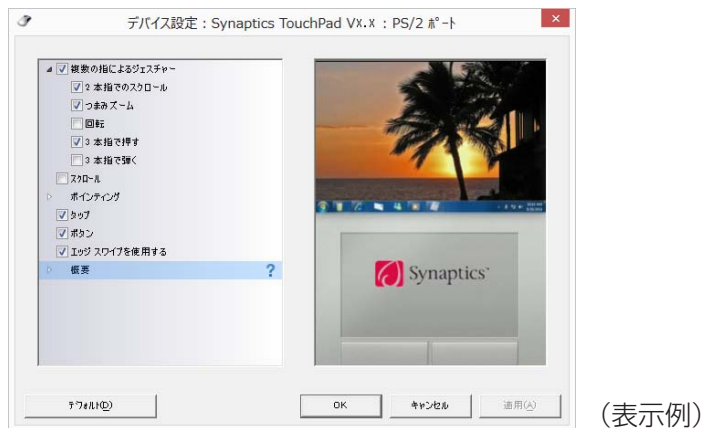 デバイス設定 : Synaptics TouchPad Vx.x : PS/2 ﾎﾟｰﾄ
複数の指によるジェスチャー
2 本指でのスクロール
つまみズーム
回転
3 本指で押す
3 本指で弾く
スクロール
ポインティング
タップ
ボタン
エッジ スワイプを使用する
概要 ?
Synaptics
デフォルト(D)
OK
キャンセル
適用(A)
(表示例)